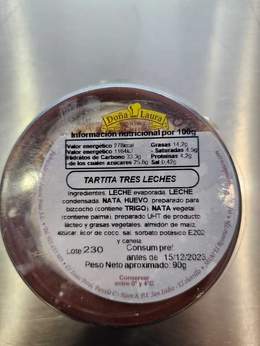 Doña Laura
Información nutricional por 100g
Valor energético 278kcal
Valor energético 1164kJ
Hidratos de Carbono 33,3g
de los cuales azúcares 25,6g
Grasas 14,2g
- Saturadas 4,5g
Proteínas 4,2g
Sal 0,42g
TARTITA TRES LECHES
Ingredientes: LECHE evaporada, LECHE
condensada, NATA, HUEVO, preparado para
bizcocho (contiene TRIGO), NATA vegetal
(contiene palma), preparado UHT de producto
lácteo y grasas vegetales, almidón de maíz,
azúcar, licor de coco, sal, sorbato potásico E202
y canela
Lote 230
Consum pref
antes de 15/12/2023
Peso Neto aproximado: 90g
Conservar
entre 0º y 4ºC